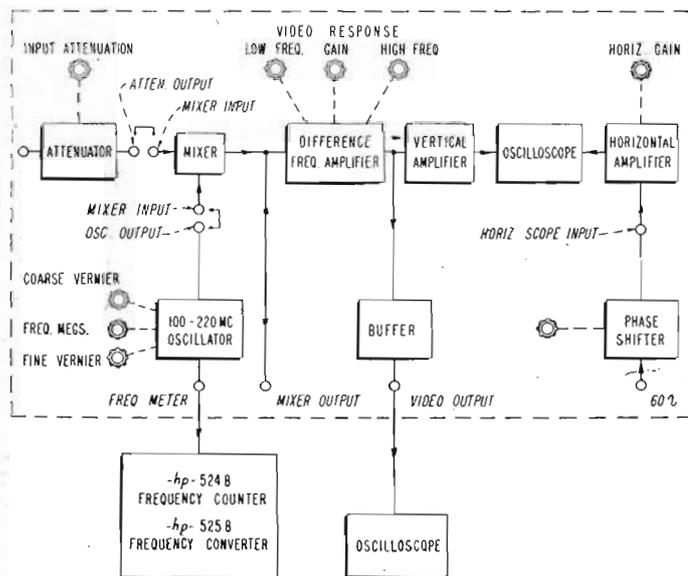 VIDEO RESPONSE
INPUT ATTENUATION
LOW FREQ.
GAIN
HIGH FREQ
HORIZ GAIN
ATTEN. OUTPUT
MIXER INPUT
ATTENUATOR
MIXER
DIFFERENCE
FREQ. AMPLIFIER
VERTICAL
AMPLIFIER
OSCILLOSCOPE
HORIZONTAL
AMPLIFIER
MIXER INPUT
OSC. OUTPUT
HORIZ SCOPE INPUT
COARSE VERNIER
FREQ. MEGS.
FINE VERNIER
100-220 MC
OSCILLATOR
BUFFER
PHASE
SHIFTER
FREQ METER
MIXER OUTPUT
VIDEO OUTPUT
60~
-hp- 524 B
FREQUENCY COUNTER
-hp- 525 B
FREQUENCY CONVERTER
OSCILLOSCOPE